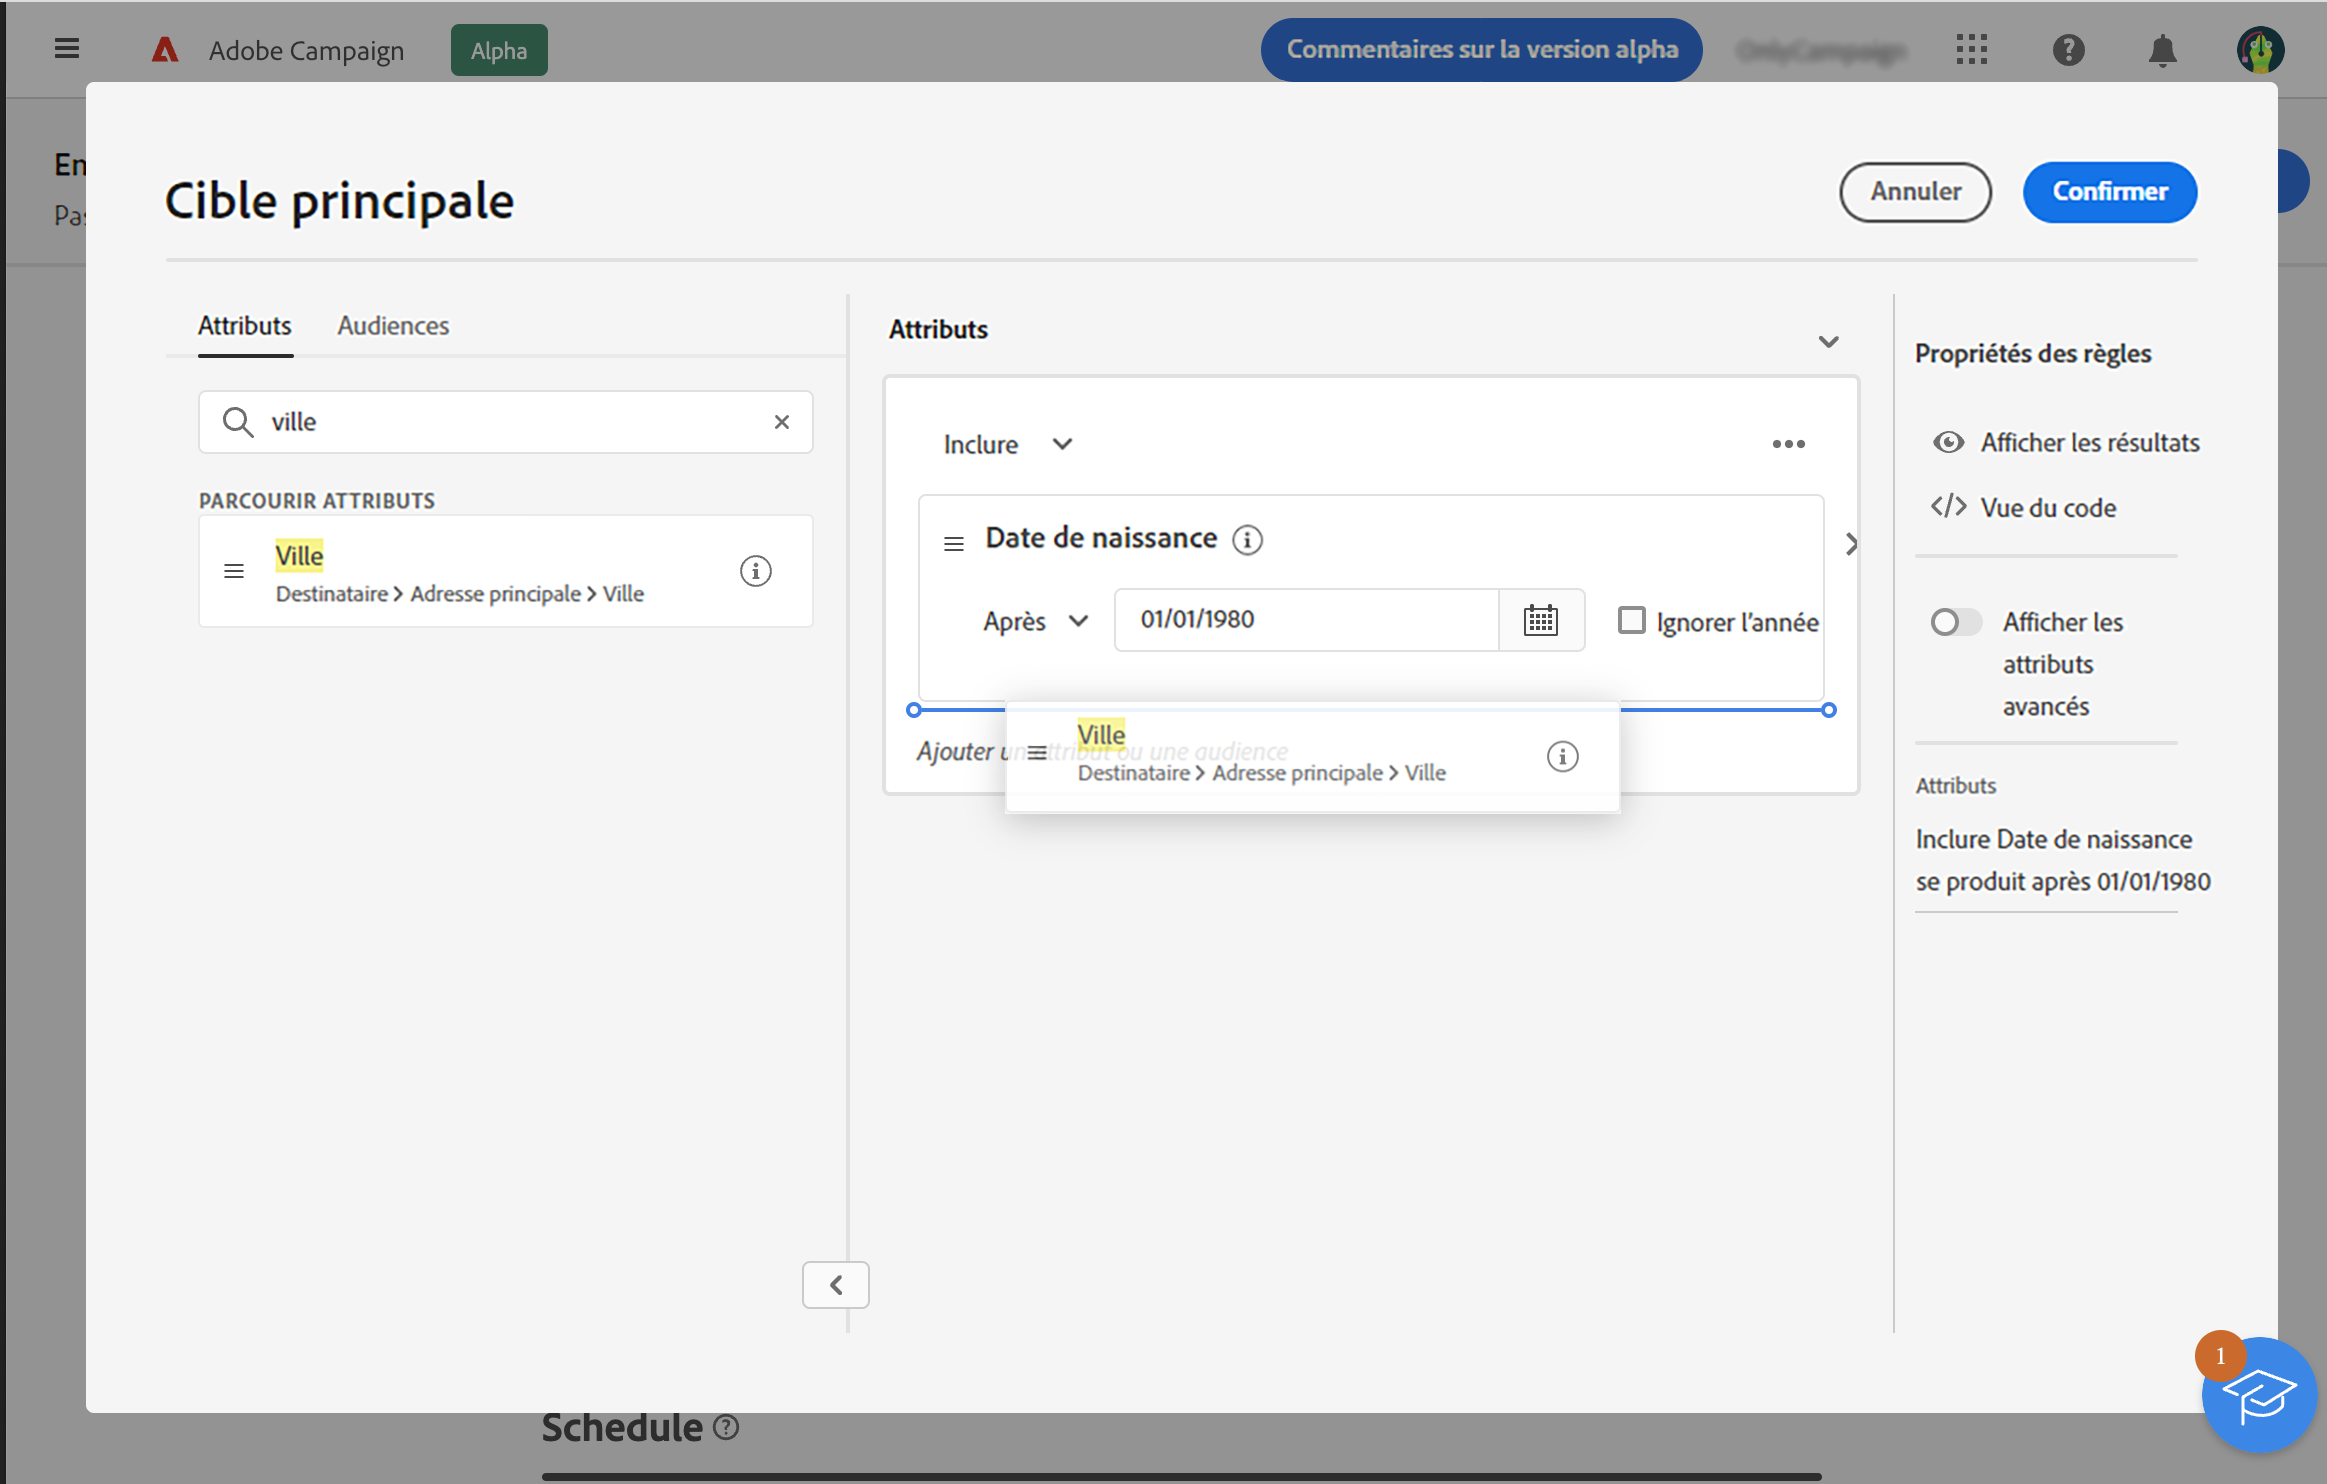 Adobe Campaign
Alpha
Commentaires sur la version alpha
En
Pas
Cible principale
Annuler
Confirmer
Attributs
Audiences
ville
PARCOURIR ATTRIBUTS
Ville
Destinataire > Adresse principale > Ville
Attributs
Inclure
Date de naissance
Après
01/01/1980
Ignorer l'année
Ajouter un attribut ou une audience
Ville
Destinataire > Adresse principale > Ville
Propriétés des règles
Afficher les résultats
Vue du code
Afficher les
attributs
avancés
Attributs
Inclure Date de naissance
se produit après 01/01/1980
1
Schedule